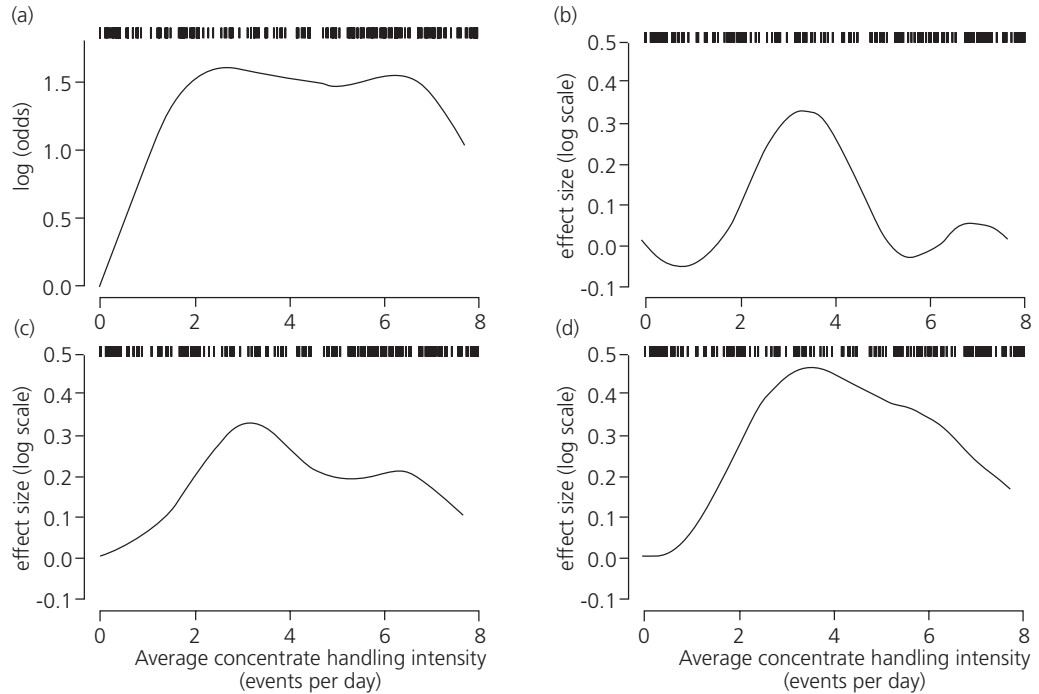 (a)
log (odds)
1.5
1.0
0.5
0.0
0 2 4 6 8
(b)
effect size (log scale)
0.5
0.4
0.3
0.2
0.1
0.0
-0.1
0 2 4 6 8
(c)
effect size (log scale)
0.5
0.4
0.3
0.2
0.1
0.0
-0.1
0 2 4 6 8
Average concentrate handling intensity
(events per day)
(d)
effect size (log scale)
0.5
0.4
0.3
0.2
0.1
0.0
-0.1
0 2 4 6 8
Average concentrate handling intensity
(events per day)